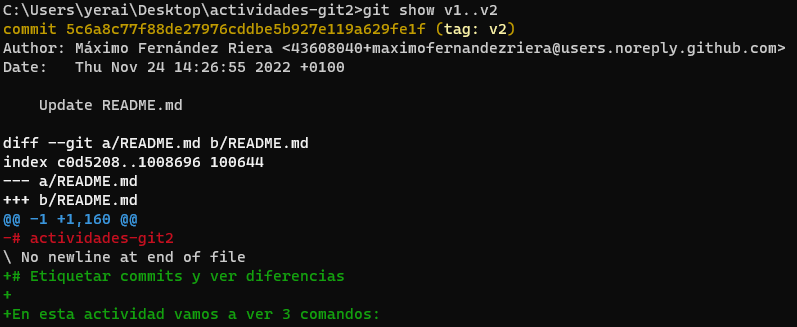 C:\Users\yerai\Desktop\actividades-git2>git show v1..v2
commit 5c6a8c77f88de27976cddbe5b927e119a629fe1f (tag: v2)
Author: Máximo Fernández Riera <43608040+maximofernandezriera@users.noreply.github.com>
Date:   Thu Nov 24 14:26:55 2022 +0100
    Update README.md
diff --git a/README.md b/README.md
index c0d5208..1008696 100644
--- a/README.md
+++ b/README.md
@@ -1 +1,160 @@
-# actividades-git2
\ No newline at end of file
+# Etiquetar commits y ver diferencias
+
+En esta actividad vamos a ver 3 comandos: